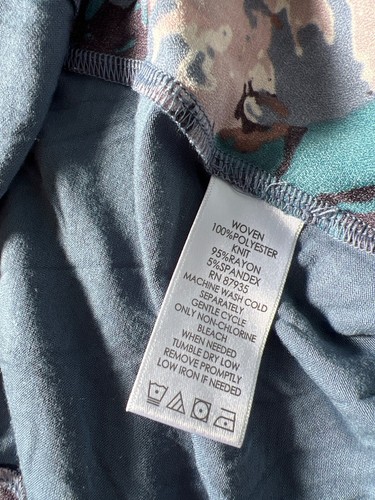 WOVEN
100%POLYESTER
KNIT
95%RAYON
5%SPANDEX
RN 87935
MACHINE WASH COLD
SEPARATELY
GENTLE CYCLE
ONLY NON-CHLORINE
BLEACH
WHEN NEEDED
TUMBLE DRY LOW
REMOVE PROMPTLY
LOW IRON IF NEEDED